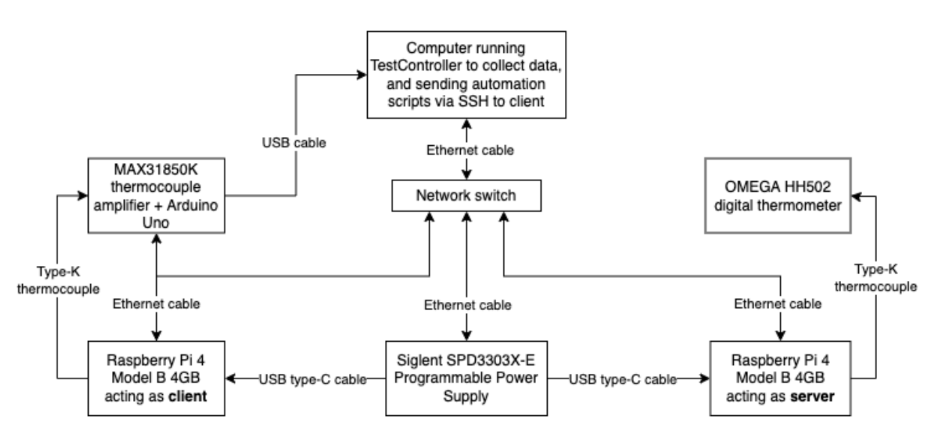 Computer running
TestController to collect data,
and sending automation
scripts via SSH to client
USB cable
Ethernet cable
MAX31850K
thermocouple
amplifier + Arduino
Uno
Network switch
OMEGA HH502
digital thermometer
Type-K
thermocouple
Type-K
thermocouple
Ethernet cable
Ethernet cable
Ethernet cable
Raspberry Pi 4
Model B 4GB
acting as client
USB type-C cable
Siglent SPD3303X-E
Programmable Power
Supply
USB type-C cable
Raspberry Pi 4
Model B 4GB
acting as server